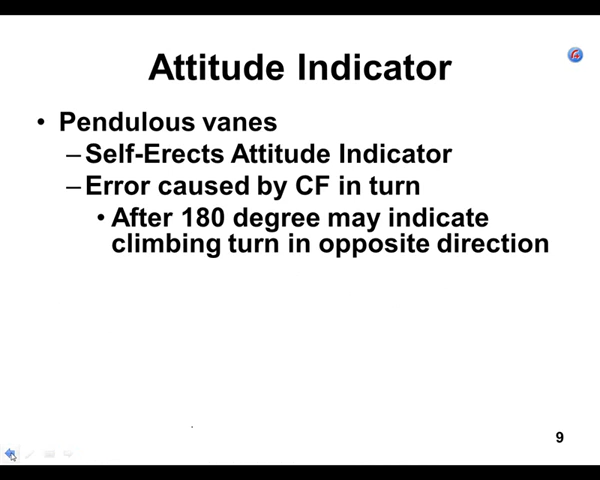 Attitude Indicator
• Pendulous vanes
–Self-Erects Attitude Indicator
–Error caused by CF in turn
• After 180 degree may indicate
climbing turn in opposite direction
9